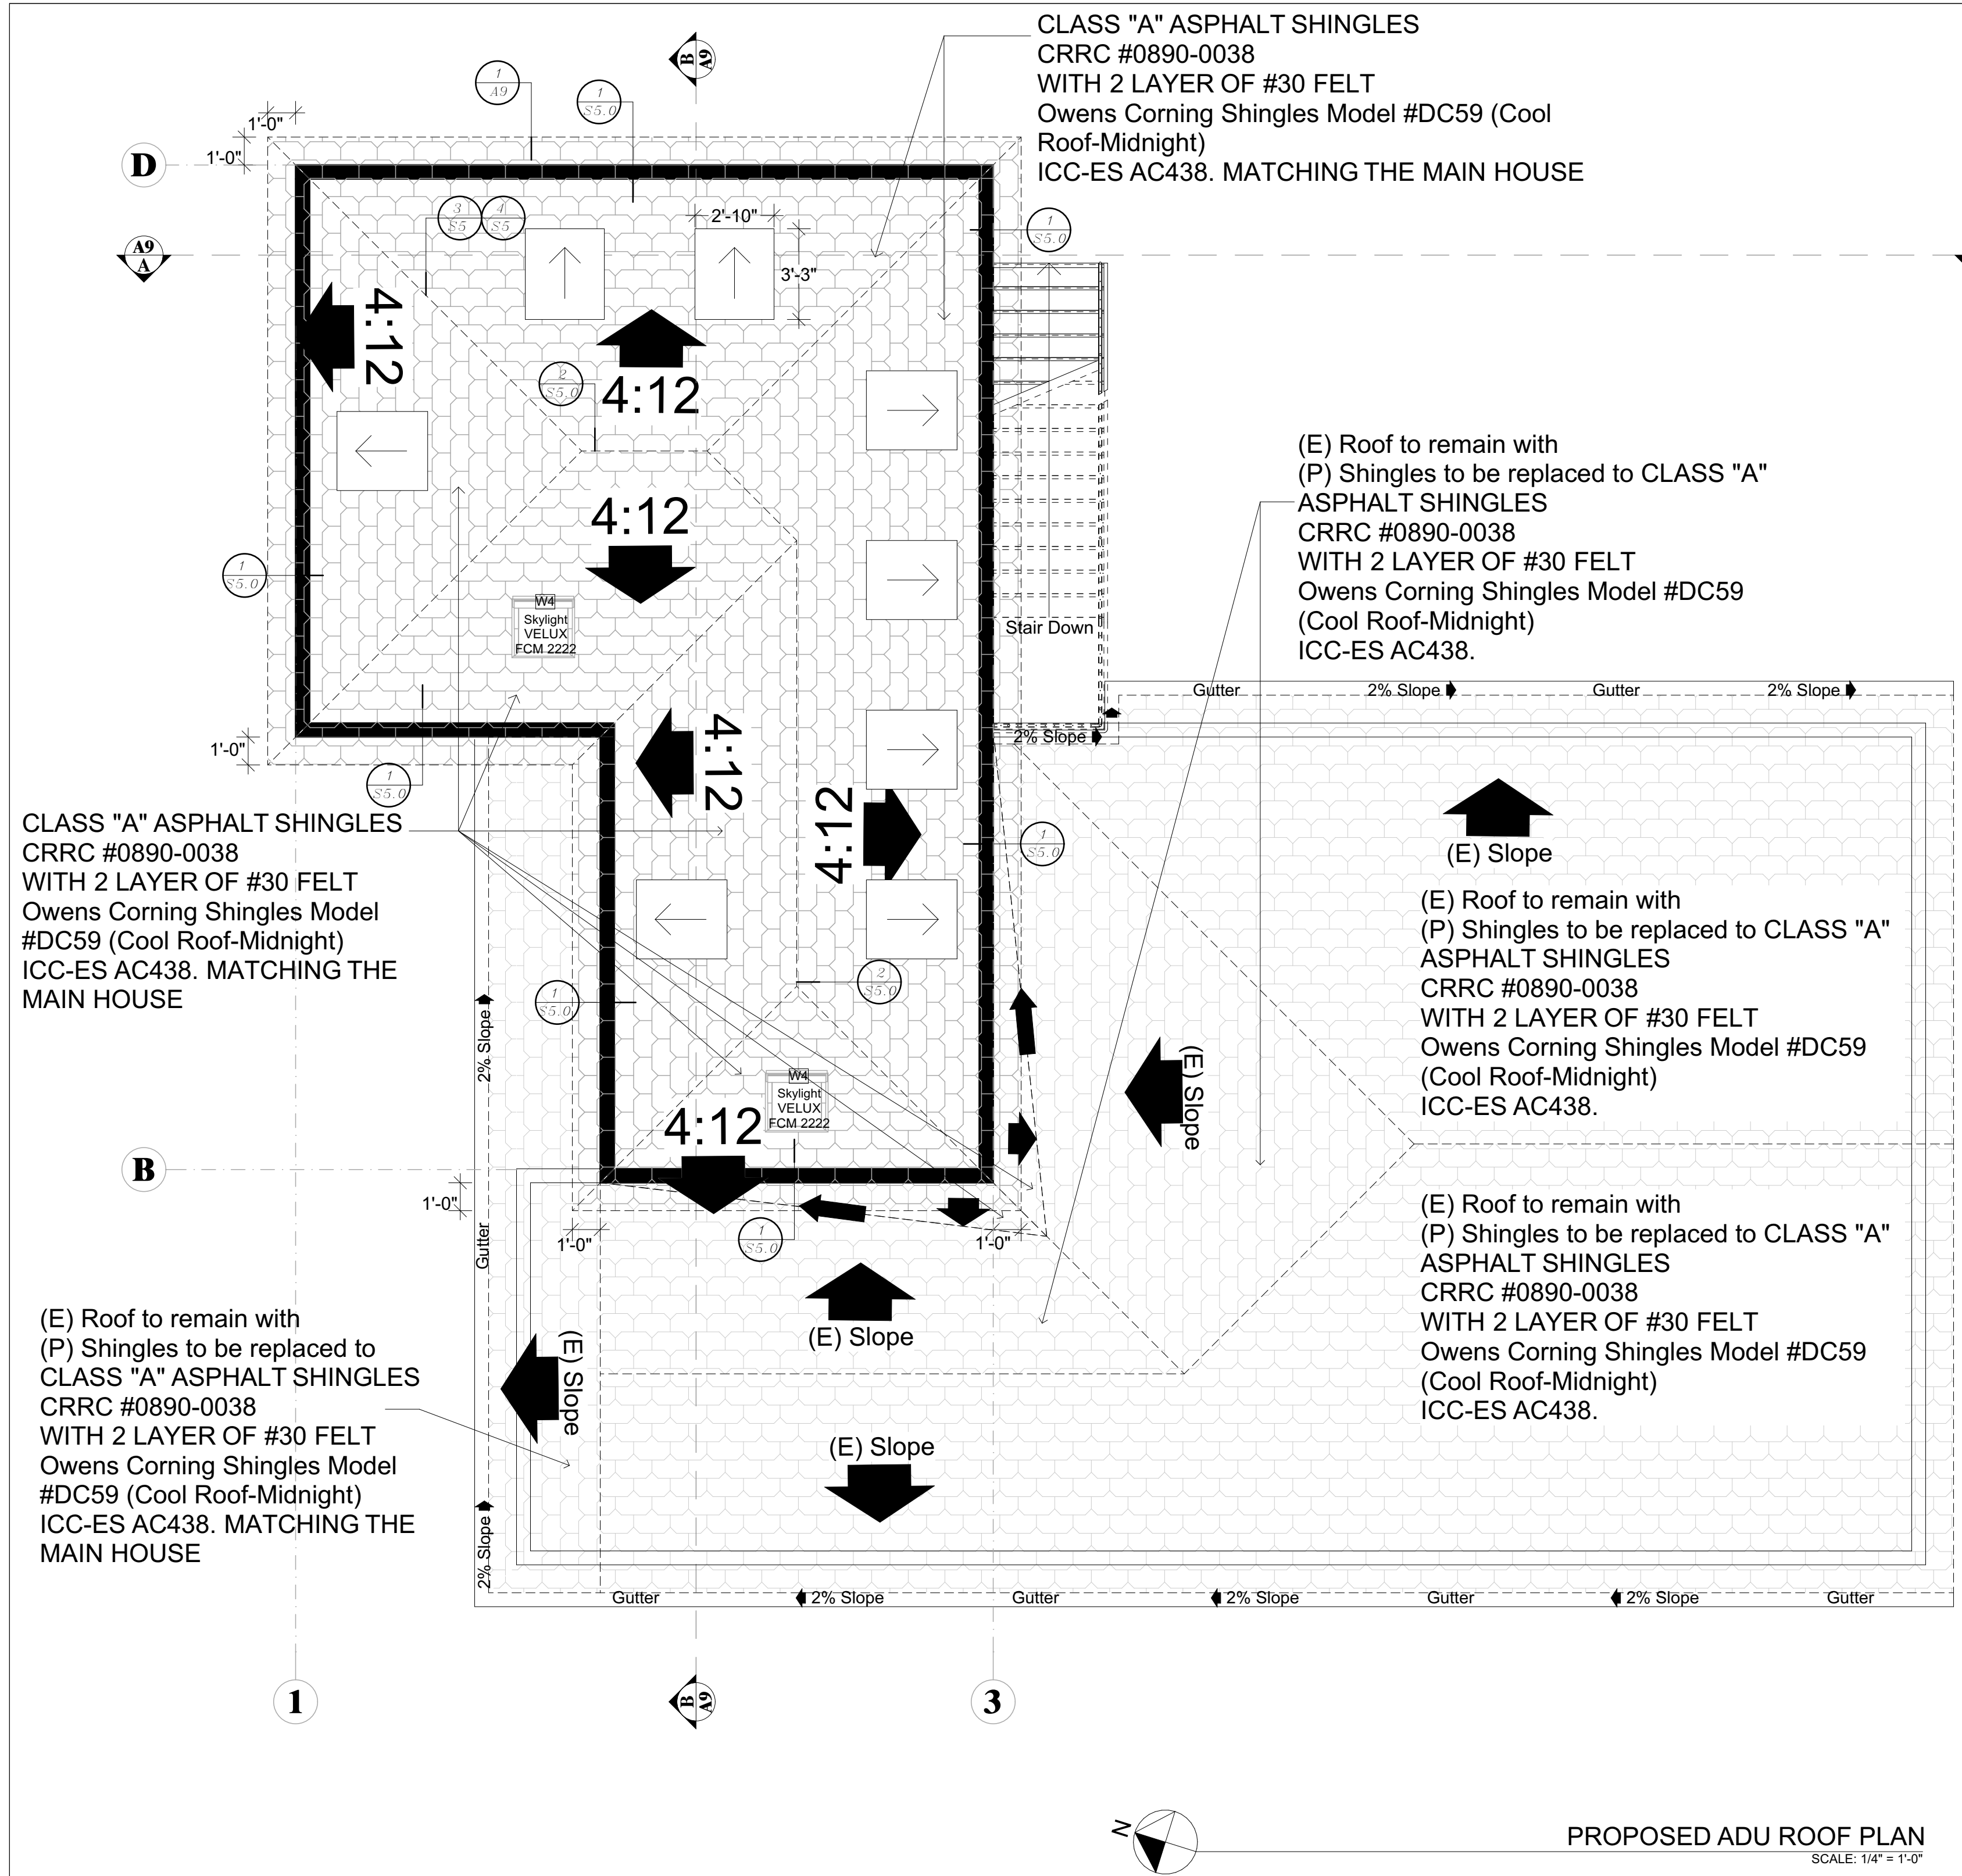 CLASS "A" ASPHALT SHINGLES
CRRC #0890-0038
WITH 2 LAYER OF #30 FELT
Owens Corning Shingles Model #DC59 (Cool
Roof-Midnight)
ICC-ES AC438. MATCHING THE MAIN HOUSE
B
A9
1
A9
1
S5.0
1'-0"
1'-0"
D
3
S5
4
S5
2'-10"
3'-3"
1
S5.0
A9
A
4:12
4:12
2
S5.0
4:12
(E) Roof to remain with
(P) Shingles to be replaced to CLASS "A"
ASPHALT SHINGLES
CRRC #0890-0038
WITH 2 LAYER OF #30 FELT
Owens Corning Shingles Model #DC59
(Cool Roof-Midnight)
ICC-ES AC438.
1
S5.0
W4
Skylight
VELUX
FCM 2222
Stair Down
Gutter
2% Slope
Gutter
2% Slope
2% Slope
1'-0"
1
S5.0
4:12
4:12
1
S5.0
CLASS "A" ASPHALT SHINGLES
CRRC #0890-0038
WITH 2 LAYER OF #30 FELT
Owens Corning Shingles Model
#DC59 (Cool Roof-Midnight)
ICC-ES AC438. MATCHING THE
MAIN HOUSE
(E) Slope
(E) Roof to remain with
(P) Shingles to be replaced to CLASS "A"
ASPHALT SHINGLES
CRRC #0890-0038
WITH 2 LAYER OF #30 FELT
Owens Corning Shingles Model #DC59
(Cool Roof-Midnight)
ICC-ES AC438.
2
S5.0
1
S5.0
2% Slope
(E) Slope
W4
Skylight
VELUX
FCM 2222
4:12
B
1'-0"
Gutter
1'-0"
1
S5.0
1'-0"
(E) Roof to remain with
(P) Shingles to be replaced to CLASS "A"
ASPHALT SHINGLES
CRRC #0890-0038
WITH 2 LAYER OF #30 FELT
Owens Corning Shingles Model #DC59
(Cool Roof-Midnight)
ICC-ES AC438.
(E) Slope
(E) Slope
(E) Slope
(E) Roof to remain with
(P) Shingles to be replaced to
CLASS "A" ASPHALT SHINGLES
CRRC #0890-0038
WITH 2 LAYER OF #30 FELT
Owens Corning Shingles Model
#DC59 (Cool Roof-Midnight)
ICC-ES AC438. MATCHING THE
MAIN HOUSE
2% Slope
Gutter
2% Slope
Gutter
2% Slope
Gutter
2% Slope
Gutter
1
B
A9
3
N
PROPOSED ADU ROOF PLAN
SCALE: 1/4" = 1'-0"